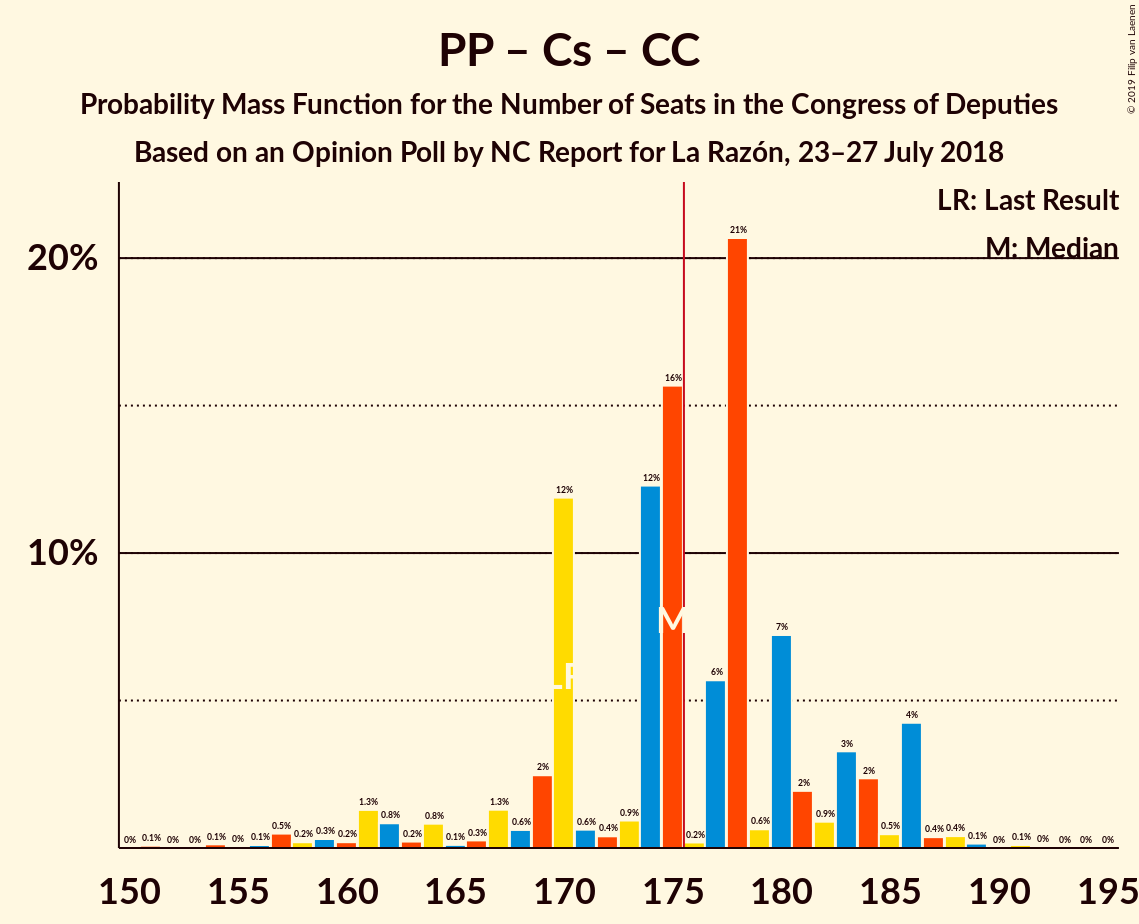 PP – Cs – CC
Probability Mass Function for the Number of Seats in the Congress of Deputies
Based on an Opinion Poll by NC Report for La Razón, 23–27 July 2018
© 2019 Filip van Laenen
LR: Last Result
M: Median
20%
10%
0% 0.1% 0% 0% 0.1% 0% 0.1% 0.5% 0.2% 0.3% 0.2% 1.3% 0.8% 0.2% 0.8% 0.1% 0.3% 1.3% 0.6% 2% 12% 0.6% 0.4% 0.9% 12% 16% 0.2% 6% 21% 0.6% 7% 2% 0.9% 3% 2% 0.5% 4% 0.4% 0.4% 0.1% 0% 0.1% 0% 0% 0% 0%
LR
M
150 155 160 165 170 175 180 185 190 195